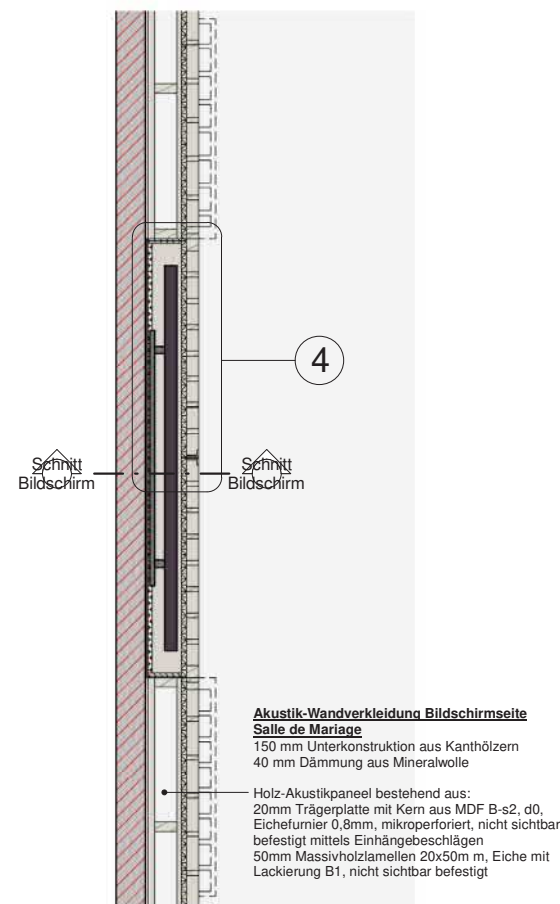 4
Schnitt
Bildschirm
Schnitt
Bildschirm
Akustik-Wandverkleidung Bildschirmseite
Salle de Mariage
150 mm Unterkonstruktion aus Kanthölzern
40 mm Dämmung aus Mineralwolle
Holz-Akustikpaneel bestehend aus:
20mm Trägerplatte mit Kern aus MDF B-s2, d0,
Eichefurnier 0,8mm, mikroperforiert, nicht sichtbar
befestigt mittels Einhängebeschlägen
50mm Massivholzlamellen 20x50m m, Eiche mit
Lackierung B1, nicht sichtbar befestigt